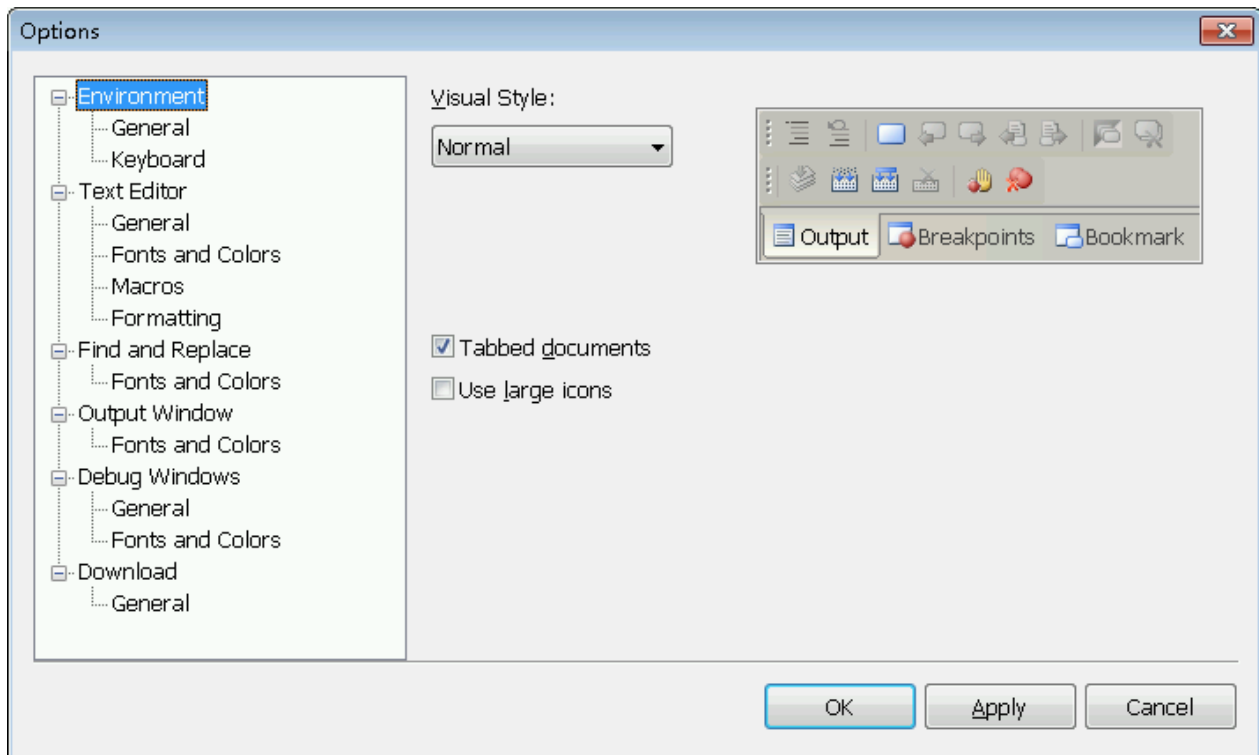 Options
Environment
General
Keyboard
Text Editor
General
Fonts and Colors
Macros
Formatting
Find and Replace
Fonts and Colors
Output Window
Fonts and Colors
Debug Windows
General
Fonts and Colors
Download
General
Visual Style:
Normal
Output Breakpoints Bookmark
Tabbed documents
Use large icons
OK Apply Cancel